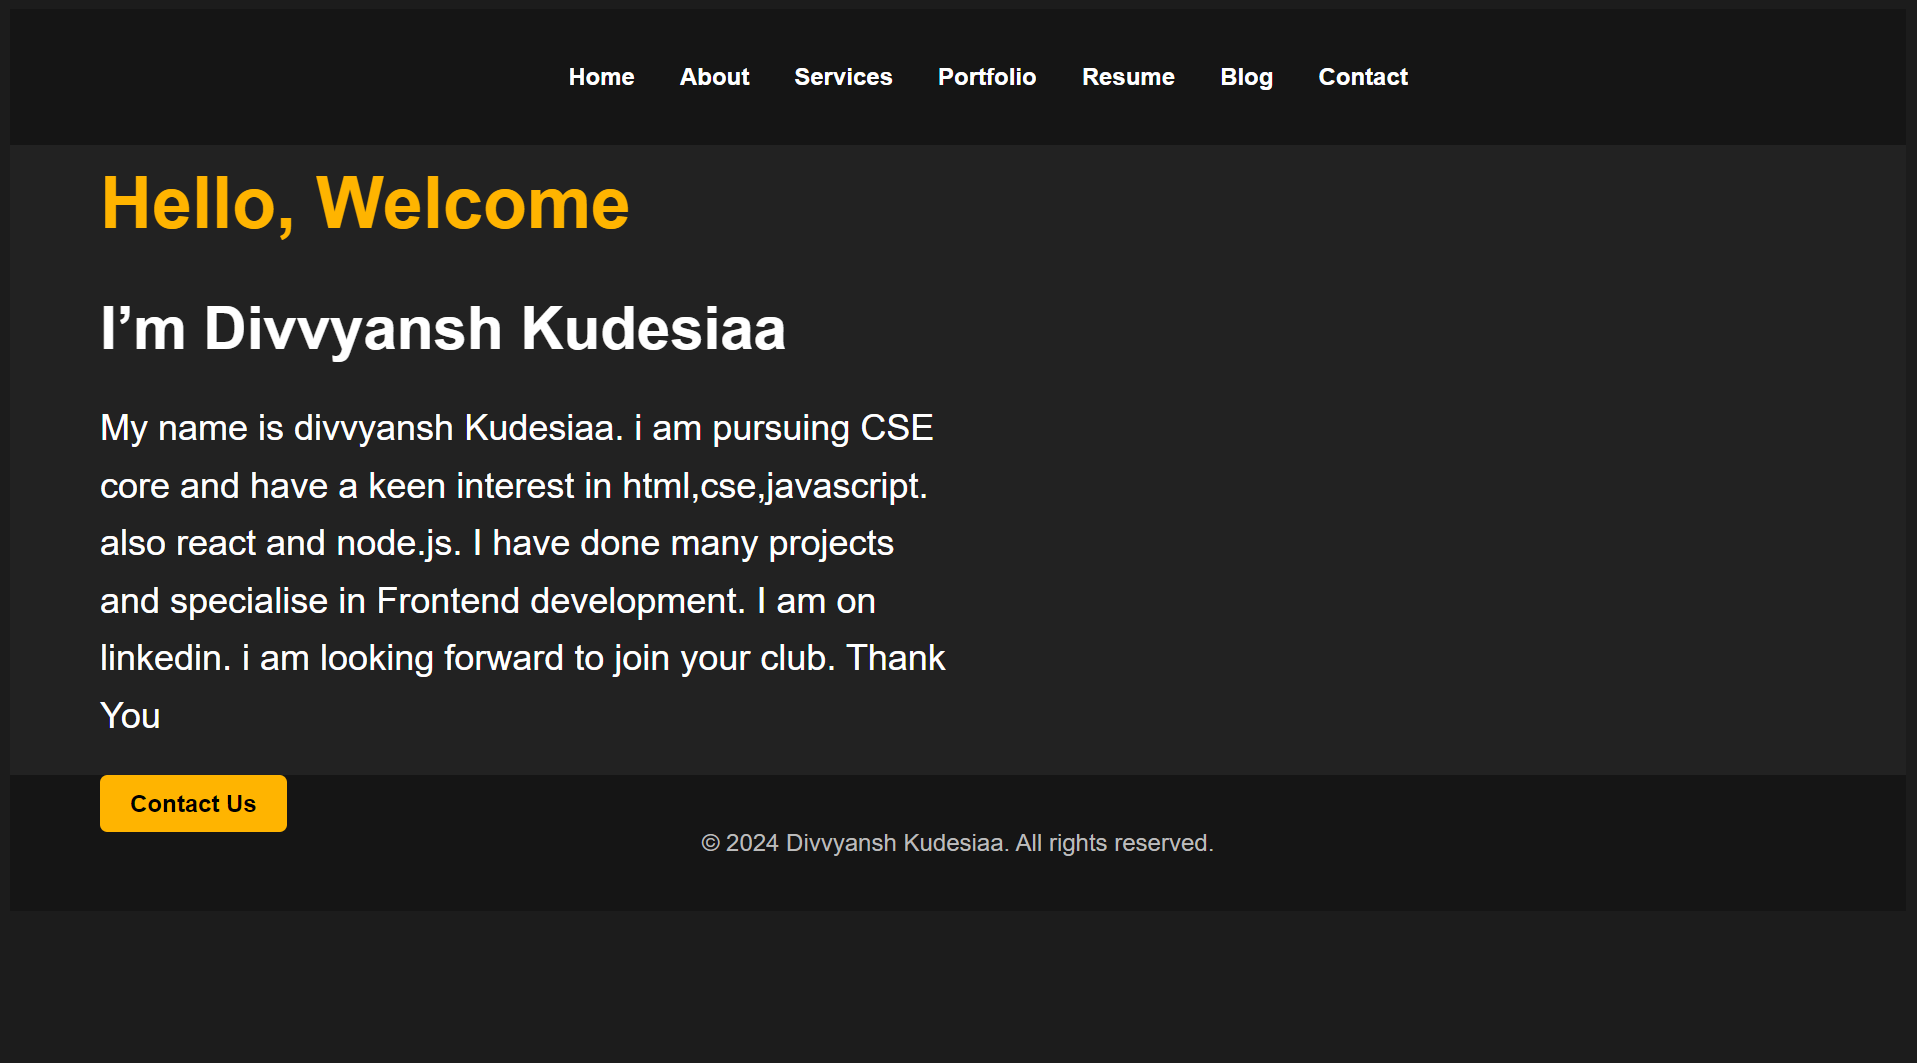 Home About Services Portfolio Resume Blog Contact
Hello, Welcome
I’m Divvyansh Kudesiaa
My name is divvyansh Kudesiaa. i am pursuing CSE
core and have a keen interest in html,cse,javascript.
also react and node.js. I have done many projects
and specialise in Frontend development. I am on
linkedin. i am looking forward to join your club. Thank
You
Contact Us
© 2024 Divvyansh Kudesiaa. All rights reserved.